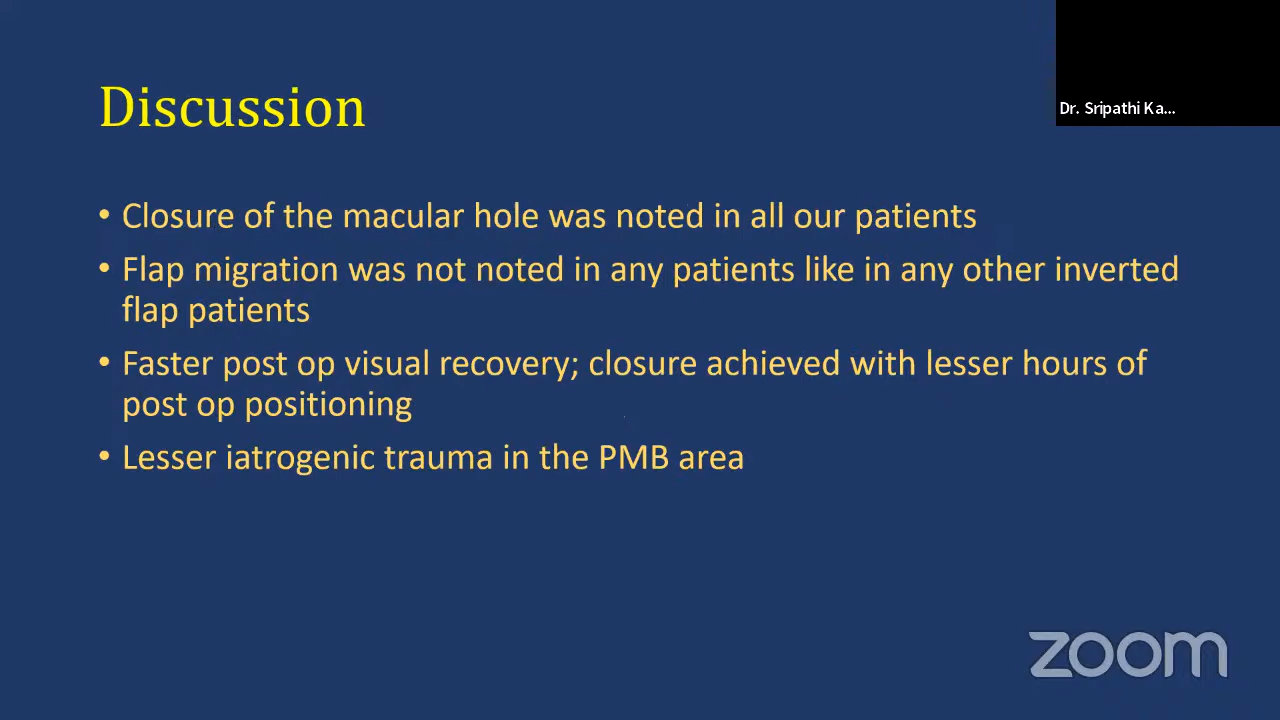 Dr. Sripathi Ka...
Discussion
• Closure of the macular hole was noted in all our patients
• Flap migration was not noted in any patients like in any other inverted
flap patients
• Faster post op visual recovery; closure achieved with lesser hours of
post op positioning
• Lesser iatrogenic trauma in the PMB area
zoom